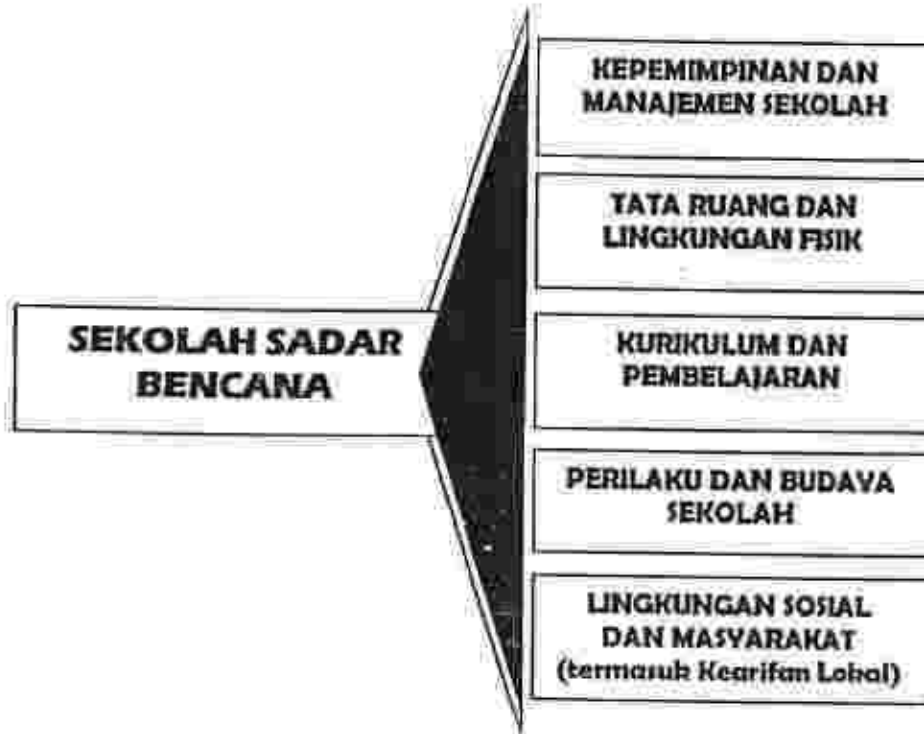 SEKOLAH SADAR
BENCANA
KEPEMIMPINAN DAN
MANAJEMEN SEKOLAH
TATA RUANG DAN
LINGKUNGAN FISIK
KURIKULUM DAN
PEMBELAJARAN
PERILAKU DAN BUDAYA
SEKOLAH
LINGKUNGAN SOSIAL
DAN MASYARAKAT
(termasuk Kearifan Lokal)